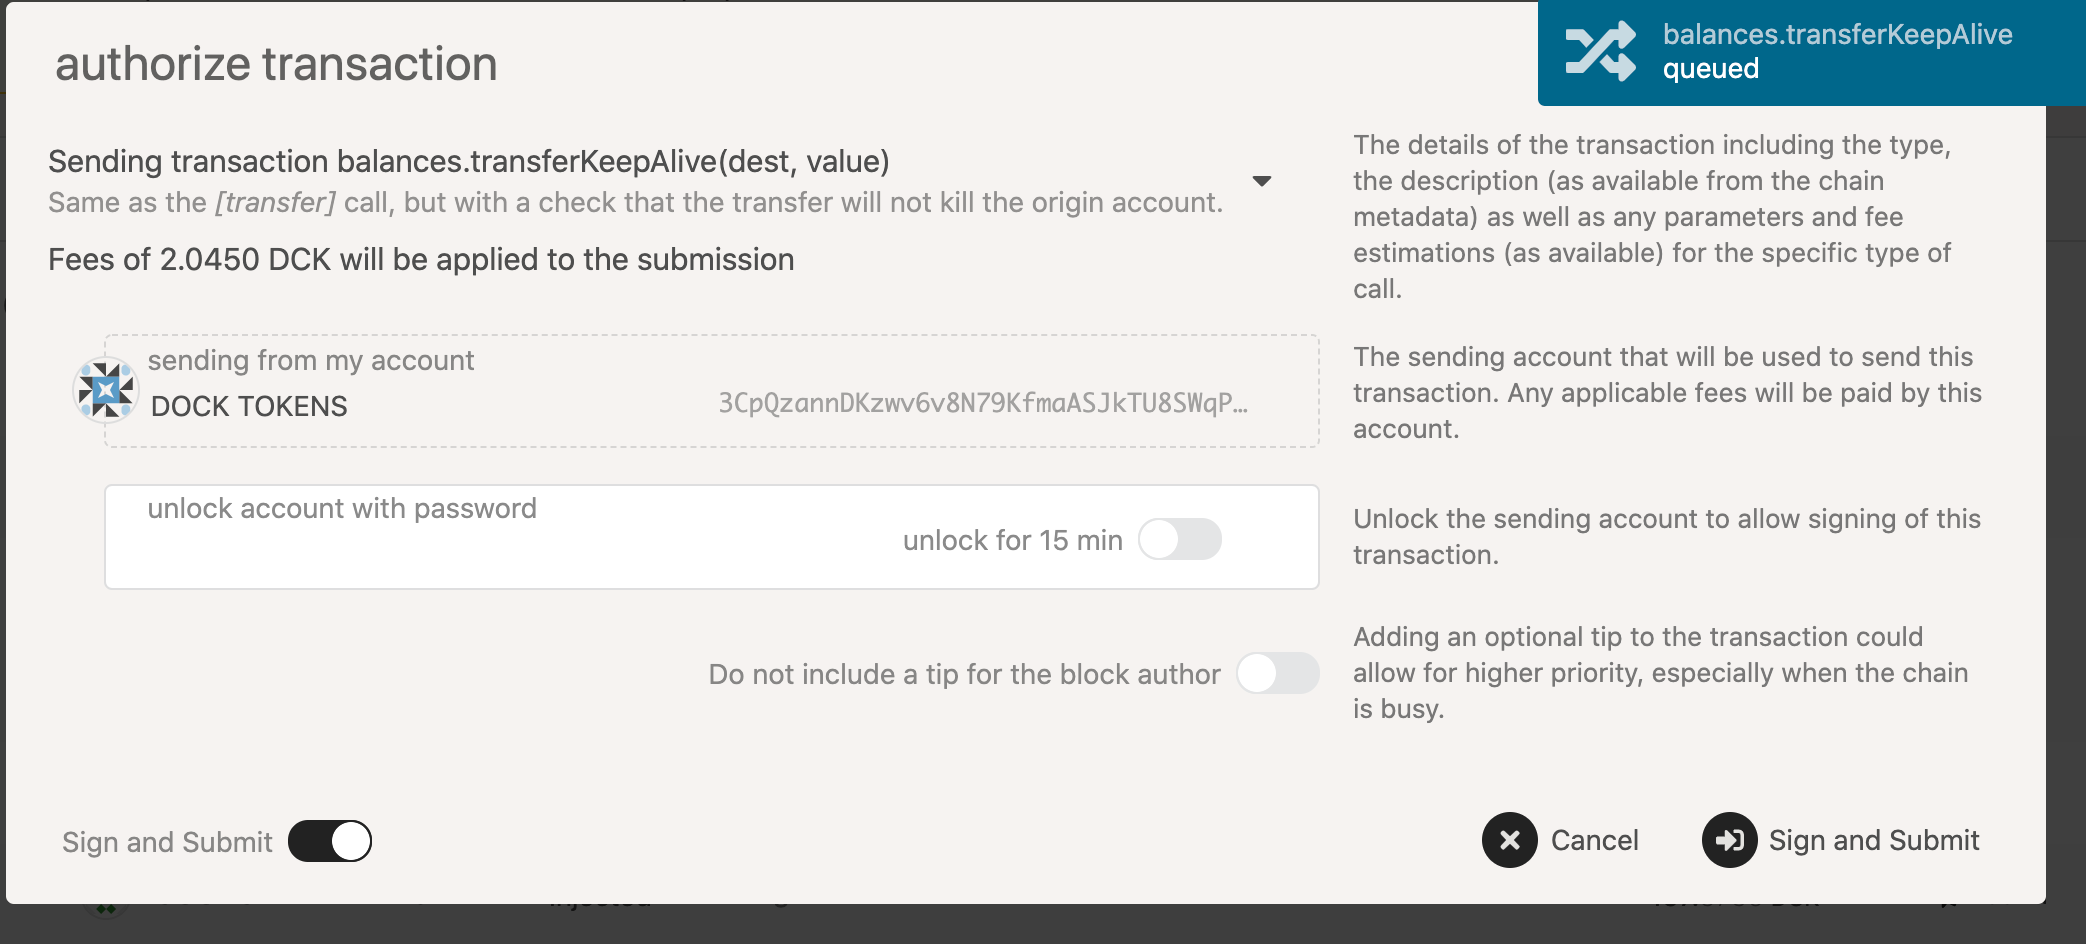 authorize transaction
balances.transferKeepAlive
queued
Sending transaction balances.transferKeepAlive(dest, value)
Same as the [transfer] call, but with a check that the transfer will not kill the origin account.
Fees of 2.0450 DCK will be applied to the submission
The details of the transaction including the type,
the description (as available from the chain
metadata) as well as any parameters and fee
estimations (as available) for the specific type of
call.
sending from my account
DOCK TOKENS
3CpQzannDKzwv6v8N79KfmaASJkTU8SWqP…
The sending account that will be used to send this
transaction. Any applicable fees will be paid by this
account.
unlock account with password
unlock for 15 min
Unlock the sending account to allow signing of this
transaction.
Do not include a tip for the block author
Adding an optional tip to the transaction could
allow for higher priority, especially when the chain
is busy.
Sign and Submit
Cancel
Sign and Submit